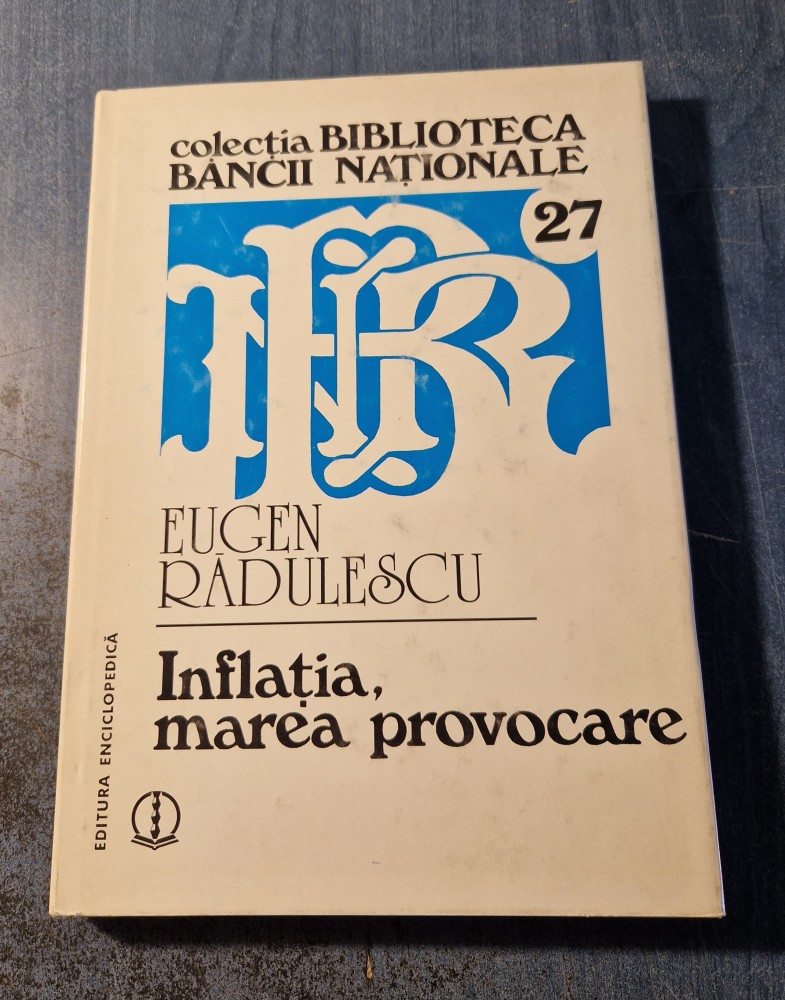 colecția BIBLIOTECA
BĂNCII NAȚIONALE
27
EUGEN
RĂDULESCU
Inflația,
marea provocare
EDITURA ENCICLOPEDICĂ